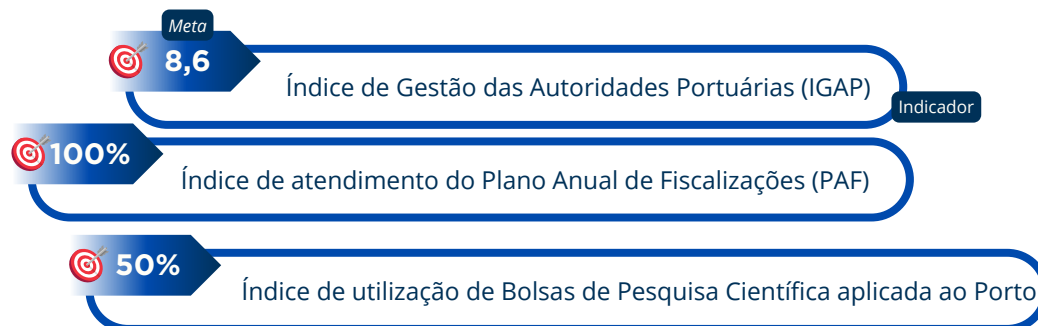 Meta
8,6
Índice de Gestão das Autoridades Portuárias (IGAP)
Indicador
100%
Índice de atendimento do Plano Anual de Fiscalizações (PAF)
50%
Índice de utilização de Bolsas de Pesquisa Científica aplicada ao Porto